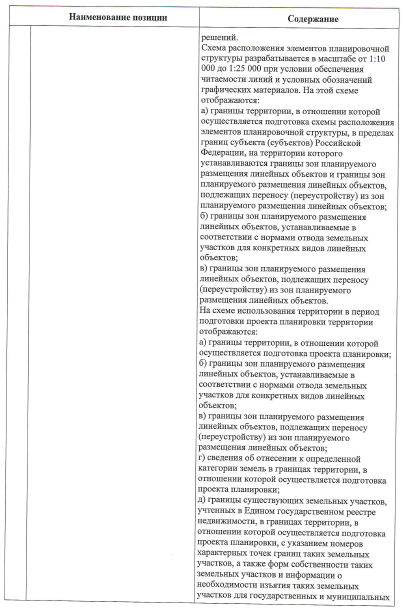 Наименование позиции
Содержание
решений.
Схема расположения элементов планировочной
структуры разрабатывается в масштабе от 1:10
000 до 1:25 000 при условии обеспечения
читаемости линий и условных обозначений
графических материалов. На этой схеме
отображаются:
а) границы территории, в отношении которой
осуществляется подготовка схемы расположения
элементов планировочной структуры, в пределах
границ субъекта (субъектов) Российской
Федерации, на территории которого
устанавливаются границы зон планируемого
размещения линейных объектов и границы зон
планируемого размещения линейных объектов,
подлежащих переносу (переустройству) из зон
планируемого размещения линейных объектов;
б) границы зон планируемого размещения
линейных объектов, устанавливаемые в
соответствии с нормами отвода земельных
участков для конкретных видов линейных
объектов;
в) границы зон планируемого размещения
линейных объектов, подлежащих переносу
(переустройству) из зон планируемого
размещения линейных объектов.
На схеме использования территории в период
подготовки проекта планировки территории
отображаются:
а) границы территории, в отношении которой
осуществляется подготовка проекта планировки;
б) границы зон планируемого размещения
линейных объектов, устанавливаемые в
соответствии с нормами отвода земельных
участков для конкретных видов линейных
объектов;
в) границы зон планируемого размещения
линейных объектов, подлежащих переносу
(переустройству) из зон планируемого
размещения линейных объектов;
г) сведения об отнесении к определенной
категории земель в границах территории, в
отношении которой осуществляется подготовка
проекта планировки;
д) границы существующих земельных участков,
учтенных в Едином государственном реестре
недвижимости, в границах территории, в
отношении которой осуществляется подготовка
проекта планировки, с указанием номеров
характерных точек границ таких земельных
участков, а также форм собственности таких
земельных участков и информации о
необходимости изъятия таких земельных
участков для государственных и муниципальных